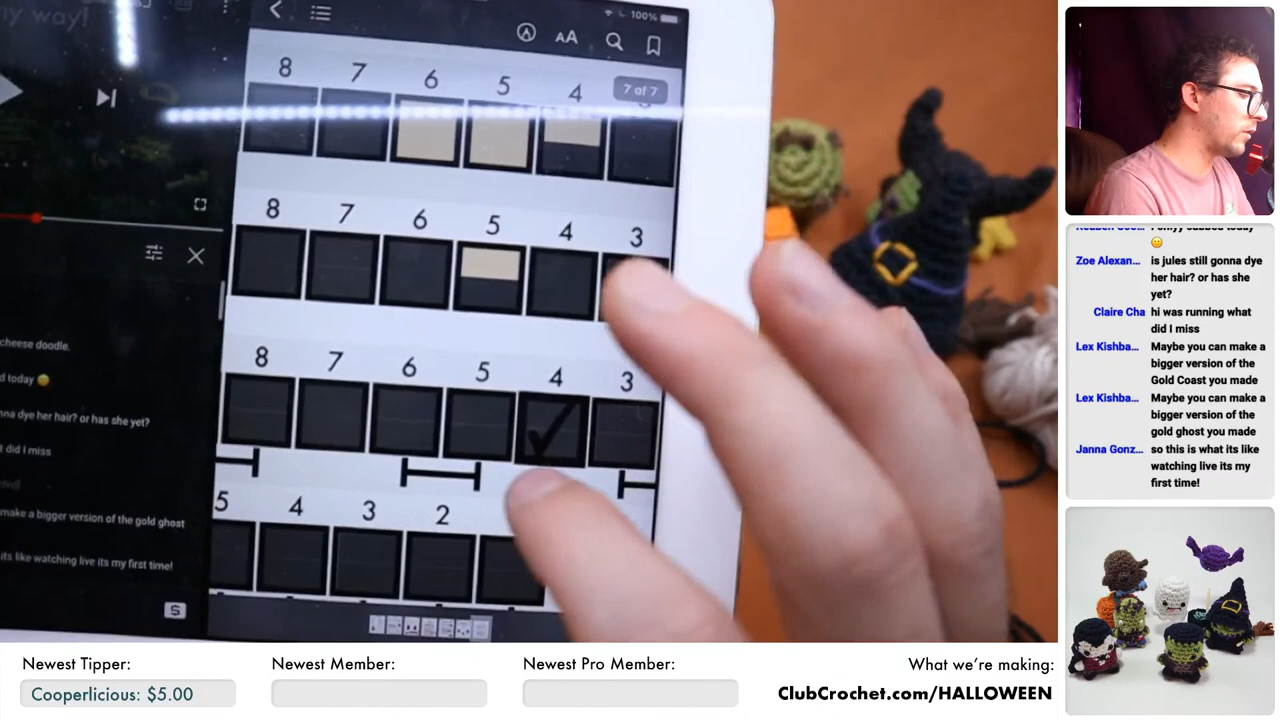 my way!
100%
AA
8 7 6 5 4
7 of 7
8 7 6 5 4 3
8 7 6 5 4 3
5 4 3 2
cheese doodle.
d today
nna dye her hair? or has she yet?
t did I miss
make a bigger version of the gold ghost
its like watching live its my first time!
S
Zoe Alexan... is jules still gonna dye
her hair? or has she
yet?
Claire Cha hi was running what
did I miss
Lex Kishba... Maybe you can make a
bigger version of the
Gold Coast you made
Lex Kishba... Maybe you can make a
bigger version of the
gold ghost you made
Janna Gonz... so this is what its like
watching live its my
first time!
Newest Tipper:
Cooperlicious: $5.00
Newest Member:
Newest Pro Member:
What we're making:
ClubCrochet.com/HALLOWEEN